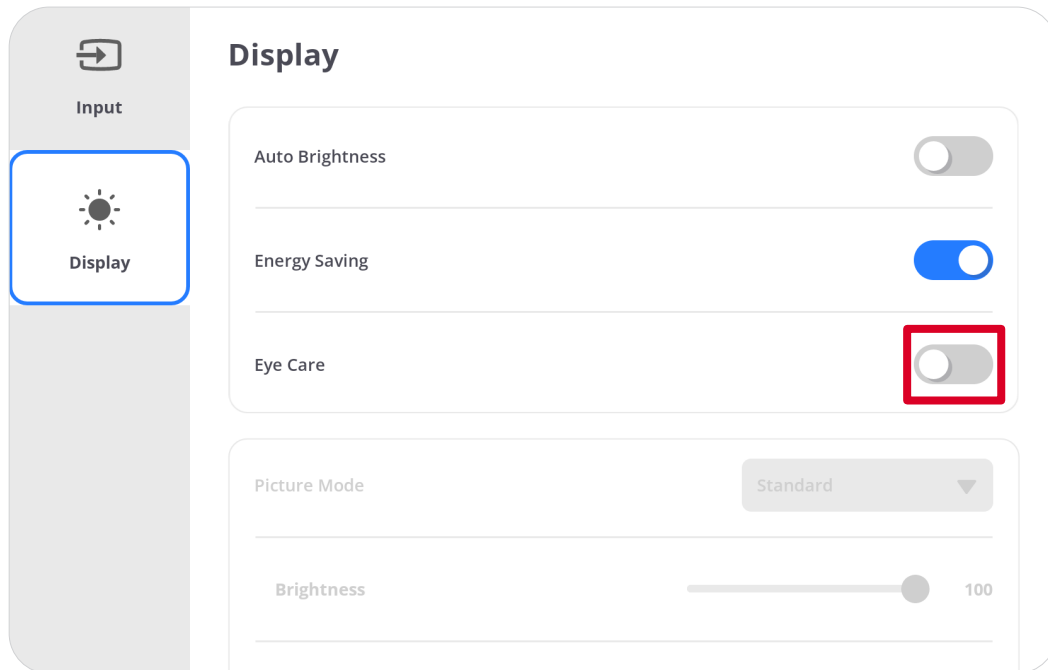 Input
Display
Display
Auto Brightness
Energy Saving
Eye Care
Picture Mode
Standard
Brightness
100